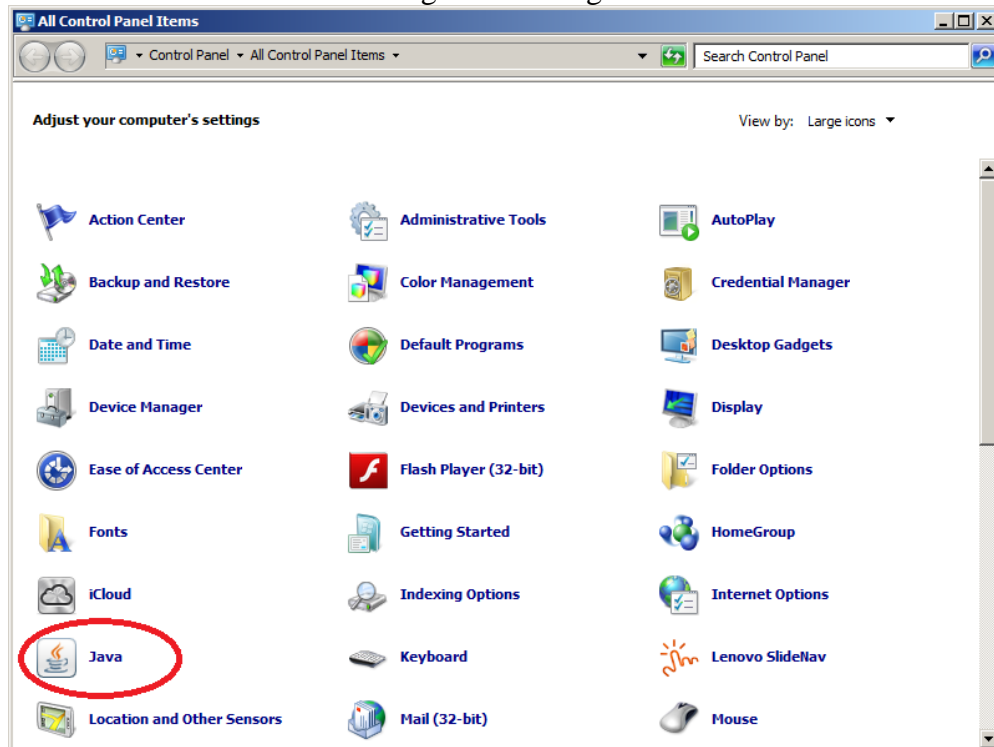 All Control Panel Items
Control Panel All Control Panel Items Search Control Panel
Adjust your computer's settings View by: Large icons
Action Center Administrative Tools AutoPlay
Backup and Restore Color Management Credential Manager
Date and Time Default Programs Desktop Gadgets
Device Manager Devices and Printers Display
Ease of Access Center Flash Player (32-bit) Folder Options
Fonts Getting Started HomeGroup
iCloud Indexing Options Internet Options
Java Keyboard Lenovo SlideNav
Location and Other Sensors Mail (32-bit) Mouse